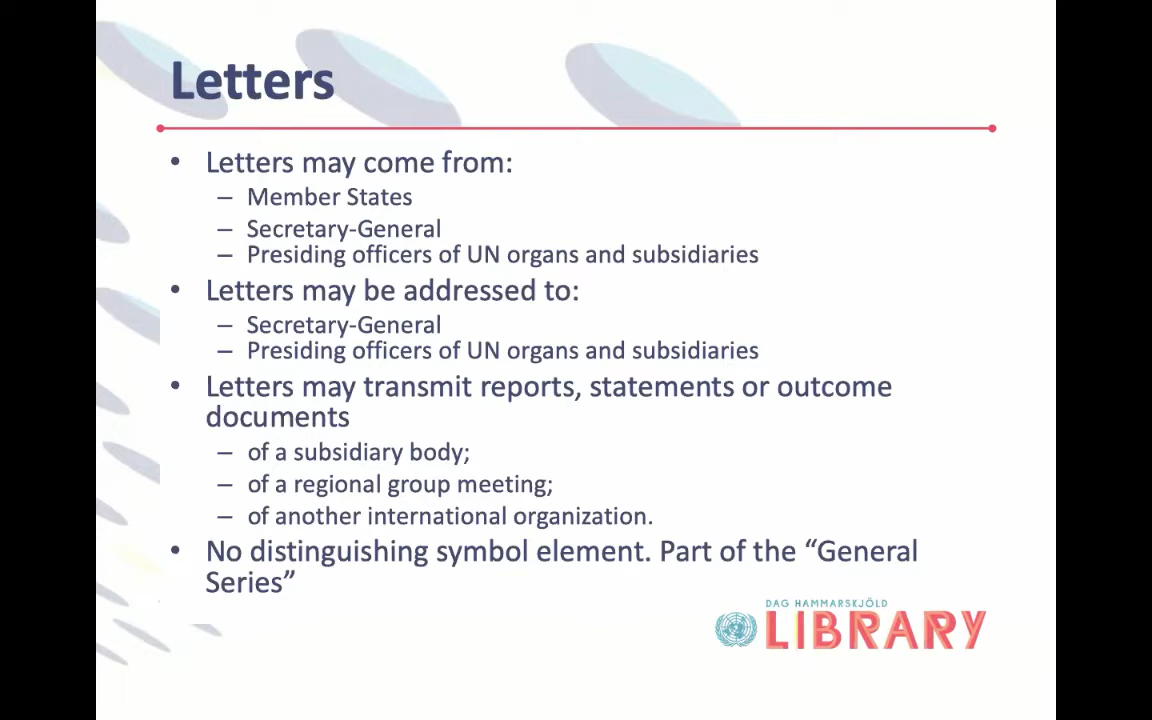 Letters
• Letters may come from:
– Member States
– Secretary-General
– Presiding officers of UN organs and subsidiaries
• Letters may be addressed to:
– Secretary-General
– Presiding officers of UN organs and subsidiaries
• Letters may transmit reports, statements or outcome
documents
– of a subsidiary body;
– of a regional group meeting;
– of another international organization.
• No distinguishing symbol element. Part of the “General
Series”
DAG HAMMARSKJÖLD
LIBRARY